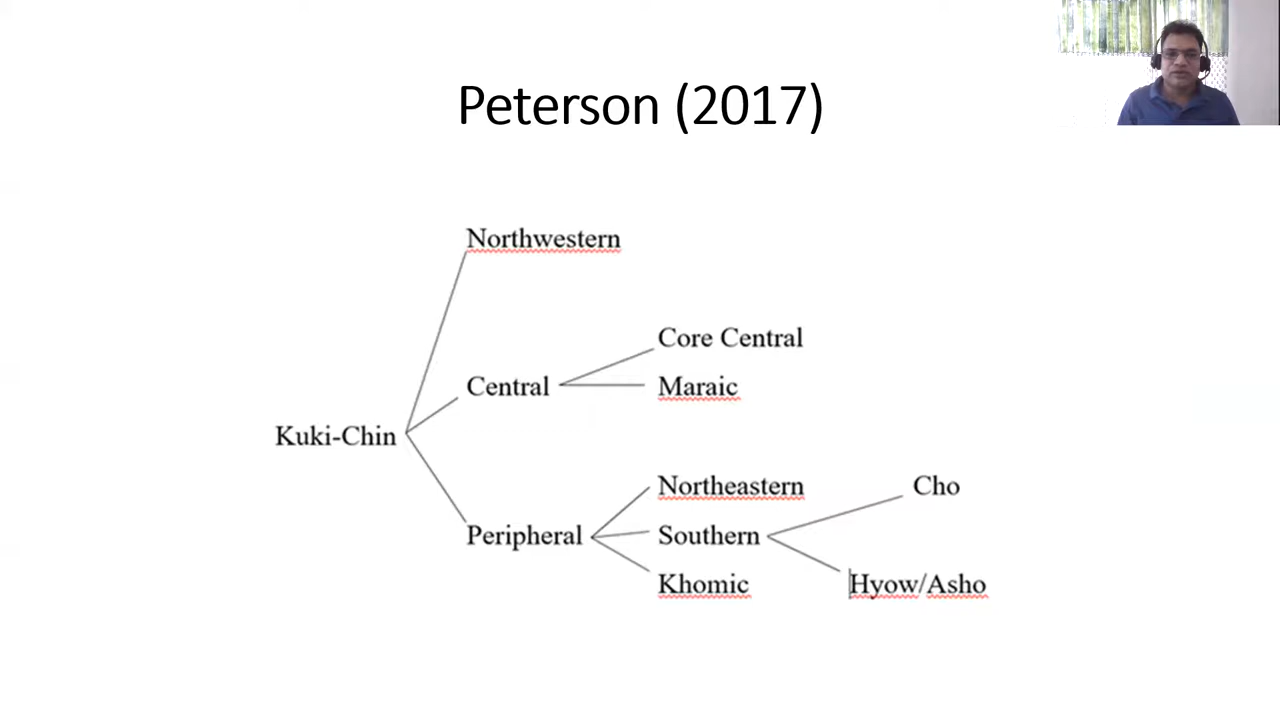 Peterson (2017)
Northwestern
Core Central
Central
Maraic
Kuki-Chin
Northeastern
Cho
Peripheral
Southern
Khomic
Hyow/Asho